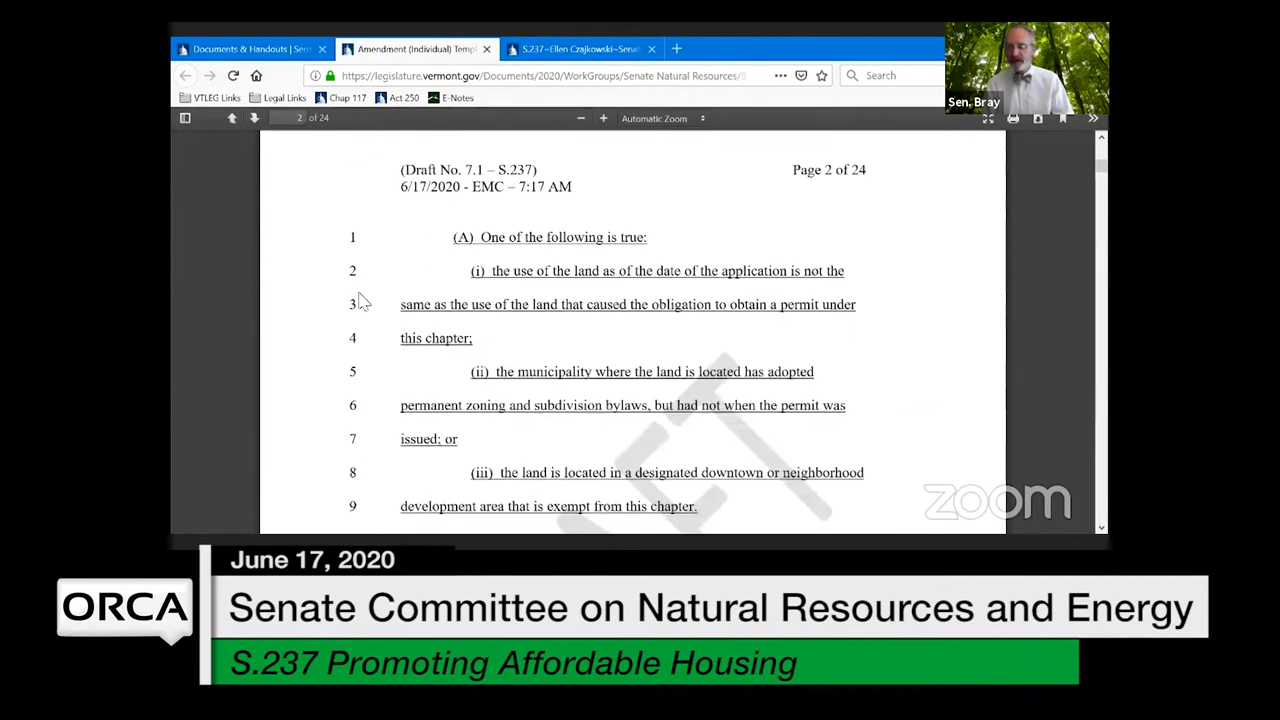 Documents & Handouts | Sen
Amendment (Individual) Templ
S.237~Ellen Czajkowski~Senat
https://legislature.vermont.gov/Documents/2020/WorkGroups/Senate Natural Resources/
Search
VTLEG Links
Legal Links
Chap 117
Act 250
E-Notes
Sen. Bray
2 of 24
Automatic Zoom
(Draft No. 7.1 – S.237)
Page 2 of 24
6/17/2020 - EMC – 7:17 AM
1 (A) One of the following is true:
2 (i) the use of the land as of the date of the application is not the
3 same as the use of the land that caused the obligation to obtain a permit under
4 this chapter;
5 (ii) the municipality where the land is located has adopted
6 permanent zoning and subdivision bylaws, but had not when the permit was
7 issued; or
8 (iii) the land is located in a designated downtown or neighborhood
9 development area that is exempt from this chapter.
zoom
June 17, 2020
ORCA
Senate Committee on Natural Resources and Energy
S.237 Promoting Affordable Housing